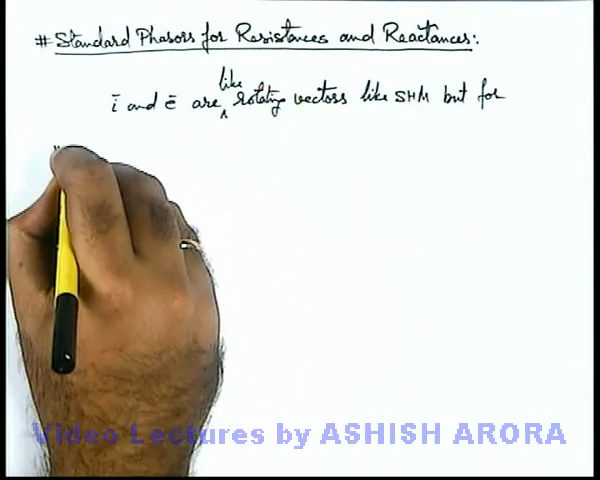 # Standard Phasors for Resistances and Reactances:
like
ī and ē are ‸ rotating vectors like SHM but for
Video Lectures by ASHISH ARORA